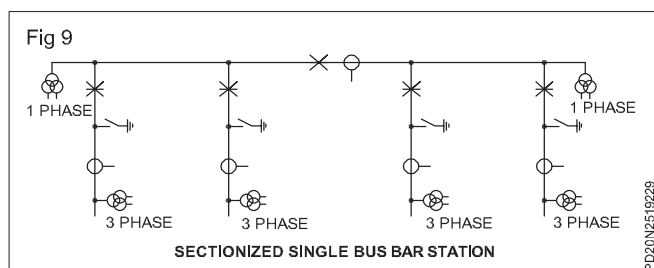 Fig 9
1 PHASE
1 PHASE
3 PHASE
3 PHASE
3 PHASE
3 PHASE
SECTIONIZED SINGLE BUS BAR STATION
PD20N2519229